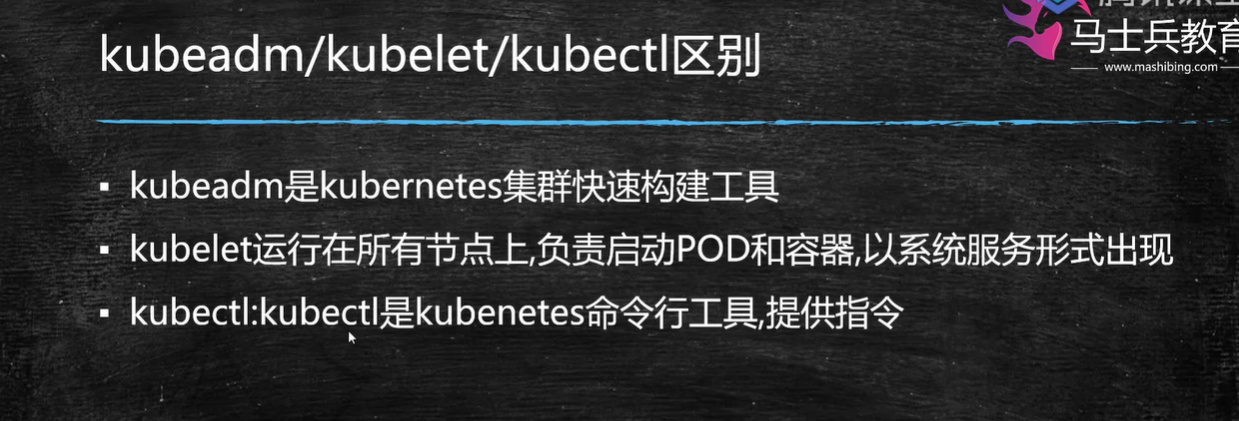 kubeadm/kubelet/kubectl区别
马士兵教育
www.mashibing.com
▪ kubeadm是kubernetes集群快速构建工具
▪ kubelet运行在所有节点上,负责启动POD和容器,以系统服务形式出现
▪ kubectl:kubectl是kubenetes命令行工具,提供指令